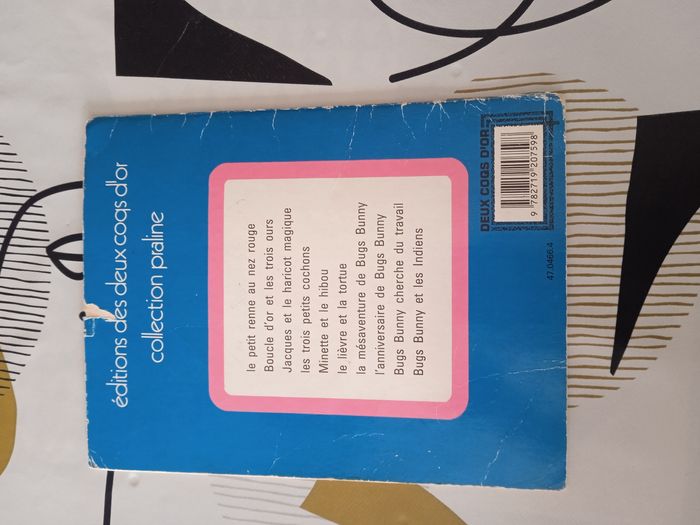 éditions des deux coqs d'or
collection praline
le petit renne au nez rouge
Boucle d'or et les trois ours
Jacques et le haricot magique
les trois petits cochons
Minette et le hibou
le lièvre et la tortue
la mésaventure de Bugs Bunny
l'anniversaire de Bugs Bunny
Bugs Bunny cherche du travail
Bugs Bunny et les Indiens
DEUX COQS D'OR
9 782719 207598
47.0466.4